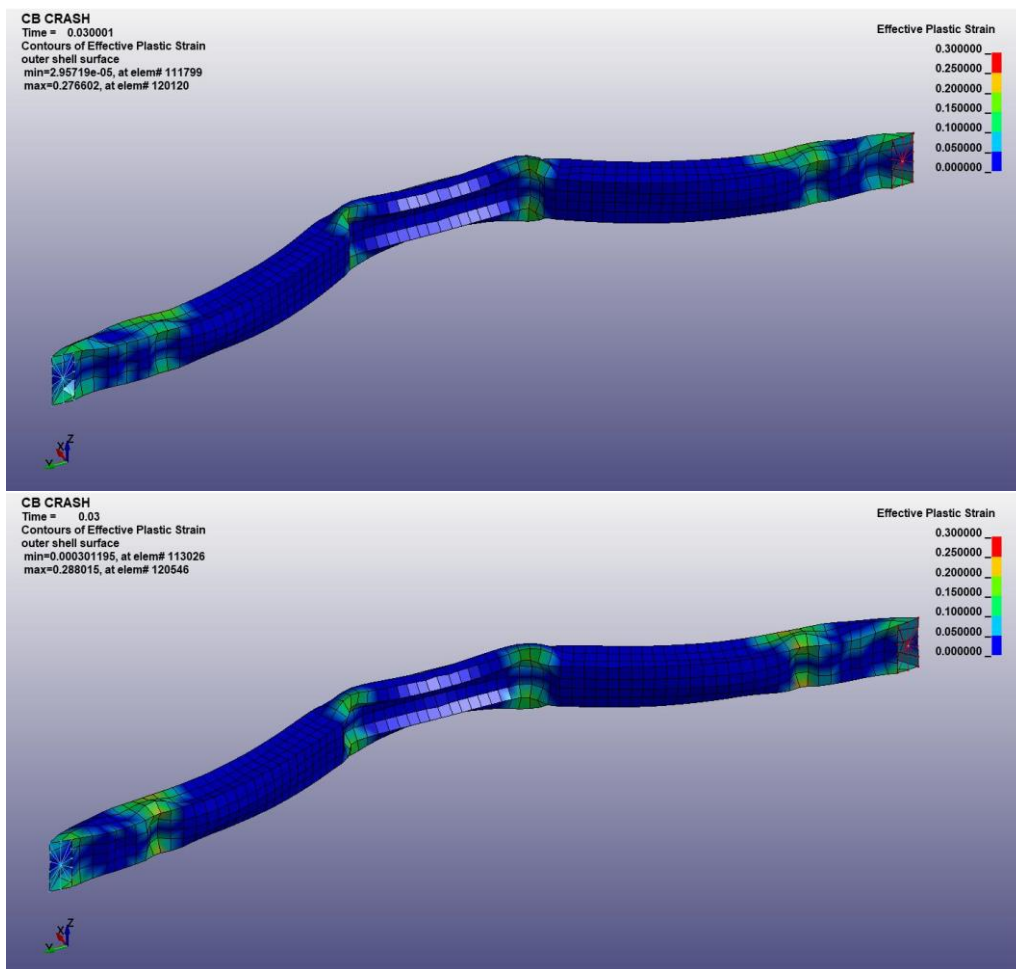 CB CRASH
Time =   0.030001
Contours of Effective Plastic Strain
outer shell surface
min=2.95719e-05, at elem# 111799
max=0.276602, at elem# 120120
Effective Plastic Strain
0.300000
0.250000
0.200000
0.150000
0.100000
0.050000
0.000000
X
Z
Y
CB CRASH
Time =       0.03
Contours of Effective Plastic Strain
outer shell surface
min=0.000301195, at elem# 113026
max=0.288015, at elem# 120546
Effective Plastic Strain
0.300000
0.250000
0.200000
0.150000
0.100000
0.050000
0.000000
X
Z
Y